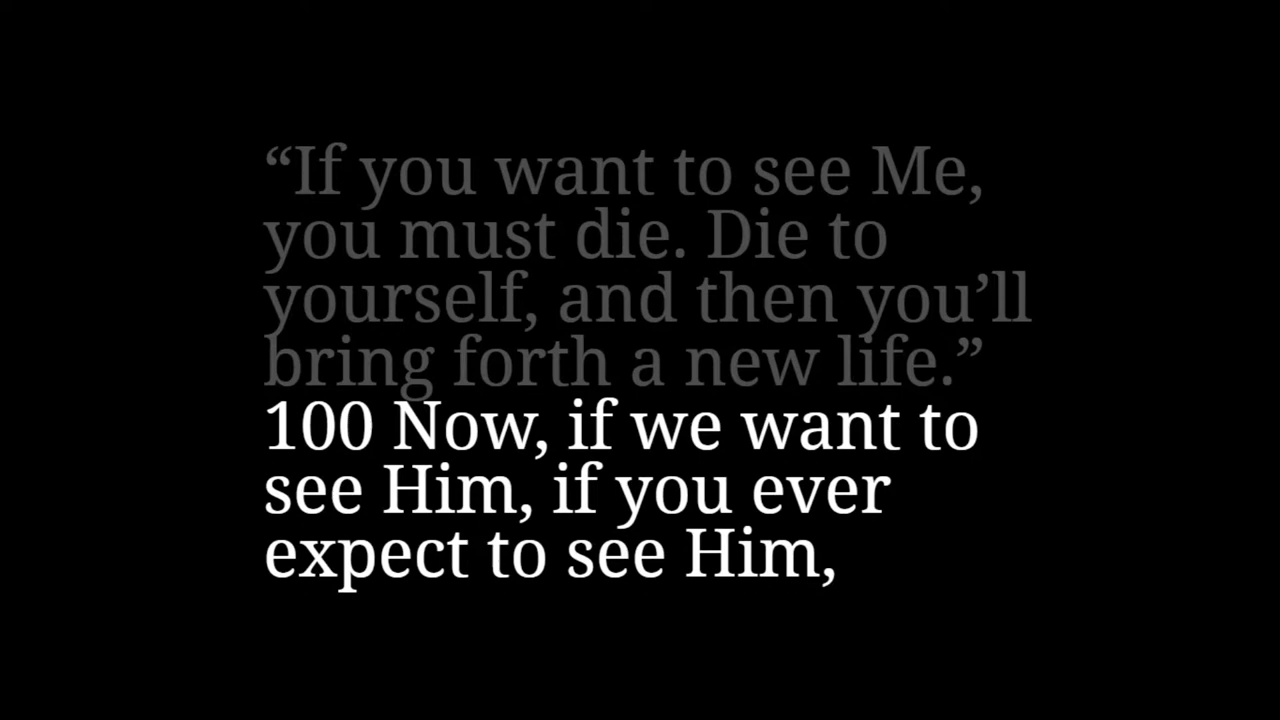 “If you want to see Me,
you must die. Die to
yourself, and then you’ll
bring forth a new life.”
100 Now, if we want to
see Him, if you ever
expect to see Him,